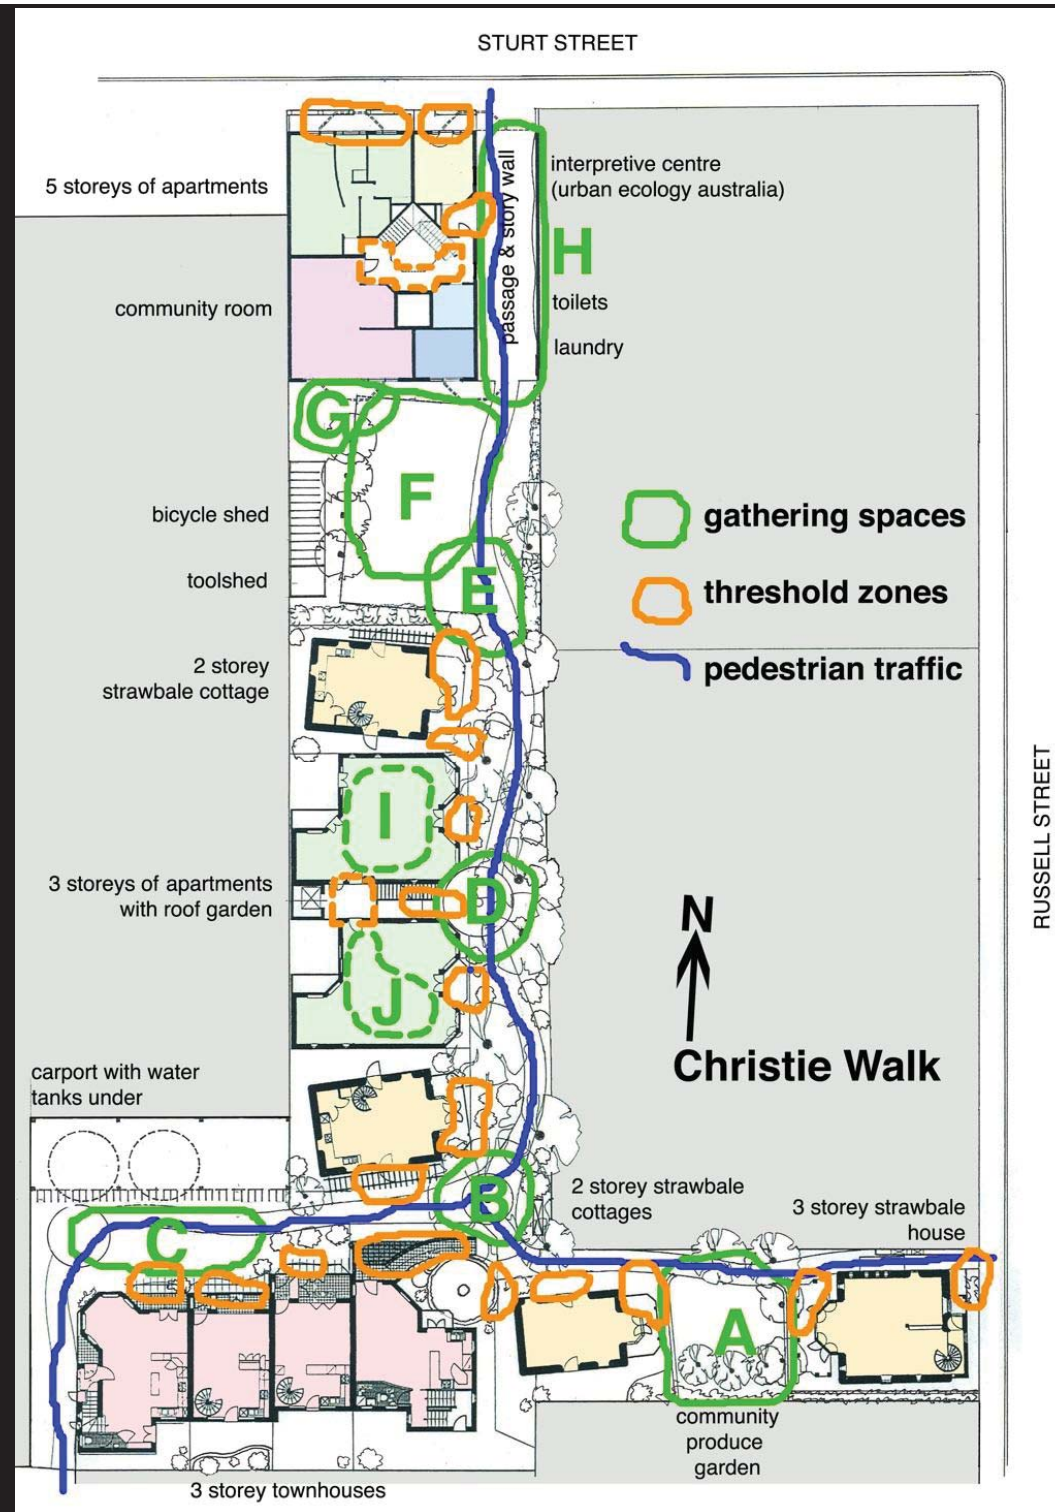 STURT STREET
5 storeys of apartments
passage & story wall
interpretive centre
(urban ecology australia)
H
toilets
community room
laundry
G
F
gathering spaces
bicycle shed
toolshed
E
threshold zones
pedestrian traffic
2 storey
strawbale cottage
I
RUSSELL STREET
3 storeys of apartments
with roof garden
D
N
J
Christie Walk
carport with water
tanks under
B
2 storey strawbale
cottages
3 storey strawbale
house
C
A
community
produce
garden
3 storey townhouses